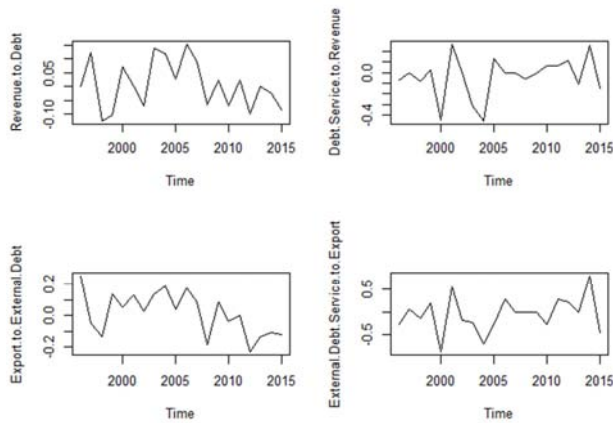 Revenue.to.Debt
0.05
-0.10
2000 2005 2010 2015
Time
Debt.Service.to.Revenue
0.0
-0.4
2000 2005 2010 2015
Time
Export.to.External.Debt
0.2
0.0
-0.2
2000 2005 2010 2015
Time
External.Debt.Service.to.Export
0.5
-0.5
2000 2005 2010 2015
Time